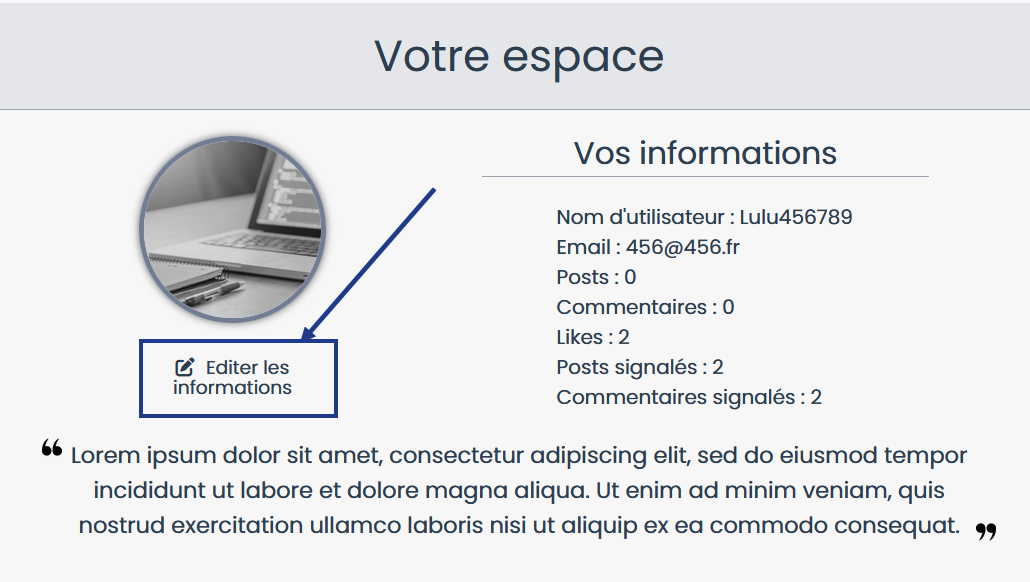 Votre espace
Vos informations
Nom d'utilisateur : Lulu456789
Email : 456@456.fr
Posts : 0
Commentaires : 0
Likes : 2
Posts signalés : 2
Commentaires signalés : 2
Editer les
informations
❝ Lorem ipsum dolor sit amet, consectetur adipiscing elit, sed do eiusmod tempor
incididunt ut labore et dolore magna aliqua. Ut enim ad minim veniam, quis
nostrud exercitation ullamco laboris nisi ut aliquip ex ea commodo consequat. ❞